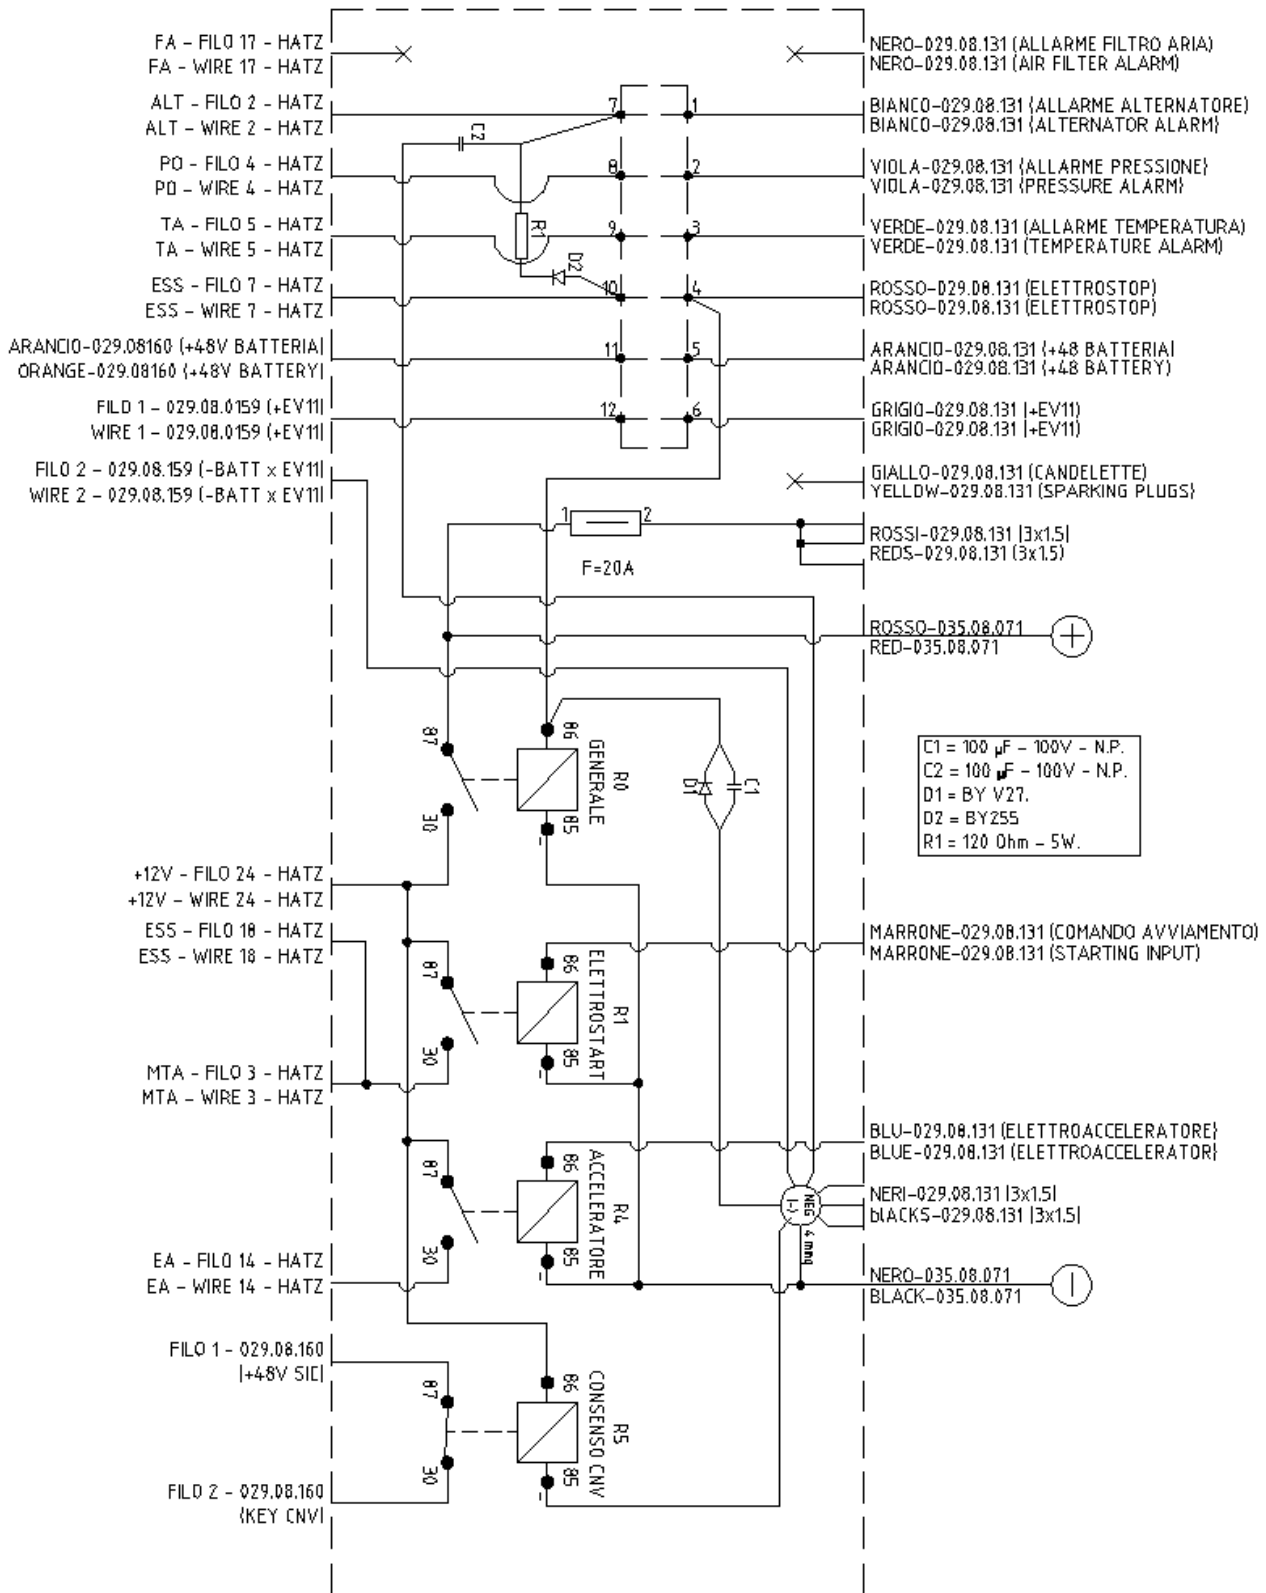 FA - FILO 17 - HATZ
FA - WIRE 17 - HATZ
NERO-029.08.131 (ALLARME FILTRO ARIA)
NERO-029.08.131 (AIR FILTER ALARM)
ALT - FILO 2 - HATZ
ALT - WIRE 2 - HATZ
7
1
BIANCO-029.08.131 (ALLARME ALTERNATORE)
BIANCO-029.08.131 (ALTERNATOR ALARM)
C2
PO - FILO 4 - HATZ
PO - WIRE 4 - HATZ
8
2
VIOLA-029.08.131 (ALLARME PRESSIONE)
VIOLA-029.08.131 (PRESSURE ALARM)
TA - FILO 5 - HATZ
TA - WIRE 5 - HATZ
R1
9
3
VERDE-029.08.131 (ALLARME TEMPERATURA)
VERDE-029.08.131 (TEMPERATURE ALARM)
D2
ESS - FILO 7 - HATZ
ESS - WIRE 7 - HATZ
10
4
ROSSO-029.08.131 (ELETTROSTOP)
ROSSO-029.08.131 (ELETTROSTOP)
ARANCIO-029.08160 (+48V BATTERIA)
ORANGE-029.08160 (+48V BATTERY)
11
5
ARANCIO-029.08.131 (+48 BATTERIA)
ARANCIO-029.08.131 (+48 BATTERY)
FILO 1 - 029.08.0159 (+EV11)
WIRE 1 - 029.08.0159 (+EV11)
12
6
GRIGIO-029.08.131 (+EV11)
GRIGIO-029.08.131 (+EV11)
FILO 2 - 029.08.159 (-BATT x EV11)
WIRE 2 - 029.08.159 (-BATT x EV11)
GIALLO-029.08.131 (CANDELETTE)
YELLOW-029.08.131 (SPARKING PLUGS)
1
2
F=20A
ROSSI-029.08.131 (3x1.5)
REDS-029.08.131 (3x1.5)
ROSSO-035.08.071
RED-035.08.071
+
87
30
86
85
-
R0
GENERALE
D1
C1
C1 = 100 µF - 100V - N.P.
C2 = 100 µF - 100V - N.P.
D1 = BY V27.
D2 = BY255
R1 = 120 Ohm - 5W.
+12V - FILO 24 - HATZ
+12V - WIRE 24 - HATZ
ESS - FILO 18 - HATZ
ESS - WIRE 18 - HATZ
87
30
86
85
-
R1
ELETTROSTART
MARRONE-029.08.131 (COMANDO AVVIAMENTO)
MARRONE-029.08.131 (STARTING INPUT)
MTA - FILO 3 - HATZ
MTA - WIRE 3 - HATZ
87
30
86
85
-
R4
ACCELERATORE
BLU-029.08.131 (ELETTROACCELERATORE)
BLUE-029.08.131 (ELETTROACCELERATOR)
NEG
(-)
4 mmq
NERI-029.08.131 (3x1.5)
blACKS-029.08.131 (3x1.5)
EA - FILO 14 - HATZ
EA - WIRE 14 - HATZ
NERO-035.08.071
BLACK-035.08.071
-
FILO 1 - 029.08.160
(+48V SIC)
87
30
86
85
-
R5
CONSENSO CNV
FILO 2 - 029.08.160
(KEY CNV)